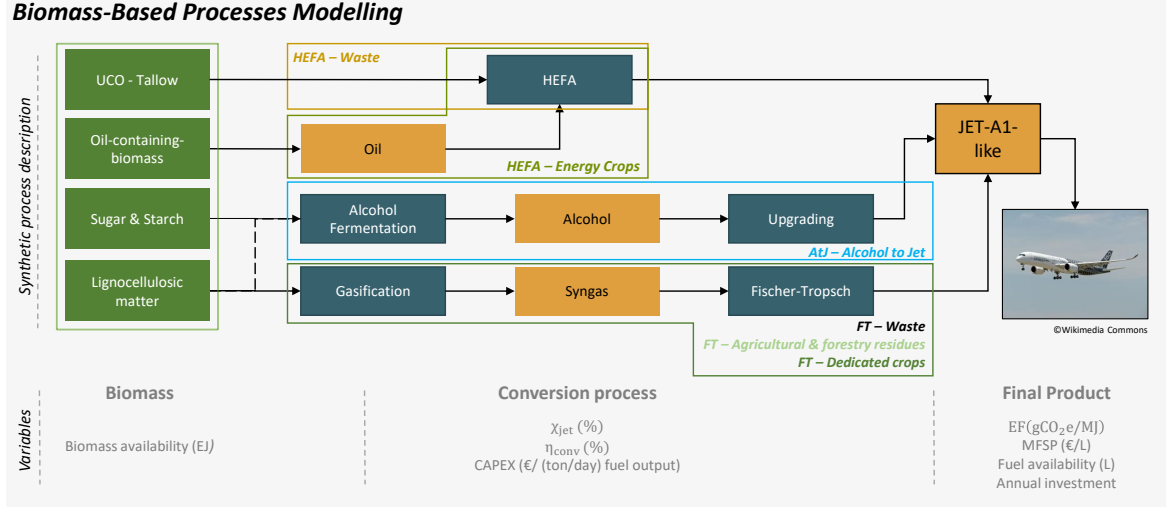 Biomass-Based Processes Modelling
Synthetic process description
UCO - Tallow
Oil-containing-
biomass
Sugar & Starch
Lignocellulosic
matter
HEFA – Waste
HEFA
Oil
HEFA – Energy Crops
Alcohol
Fermentation
Alcohol
Upgrading
AtJ – Alcohol to Jet
Gasification
Syngas
Fischer-Tropsch
FT – Waste
FT – Agricultural & forestry residues
FT – Dedicated crops
JET-A1-
like
©Wikimedia Commons
Variables
Biomass
Biomass availability (EJ)
Conversion process
χjet (%)
ηconv (%)
CAPEX (€/ (ton/day) fuel output)
Final Product
EF(gCO₂e/MJ)
MFSP (€/L)
Fuel availability (L)
Annual investment